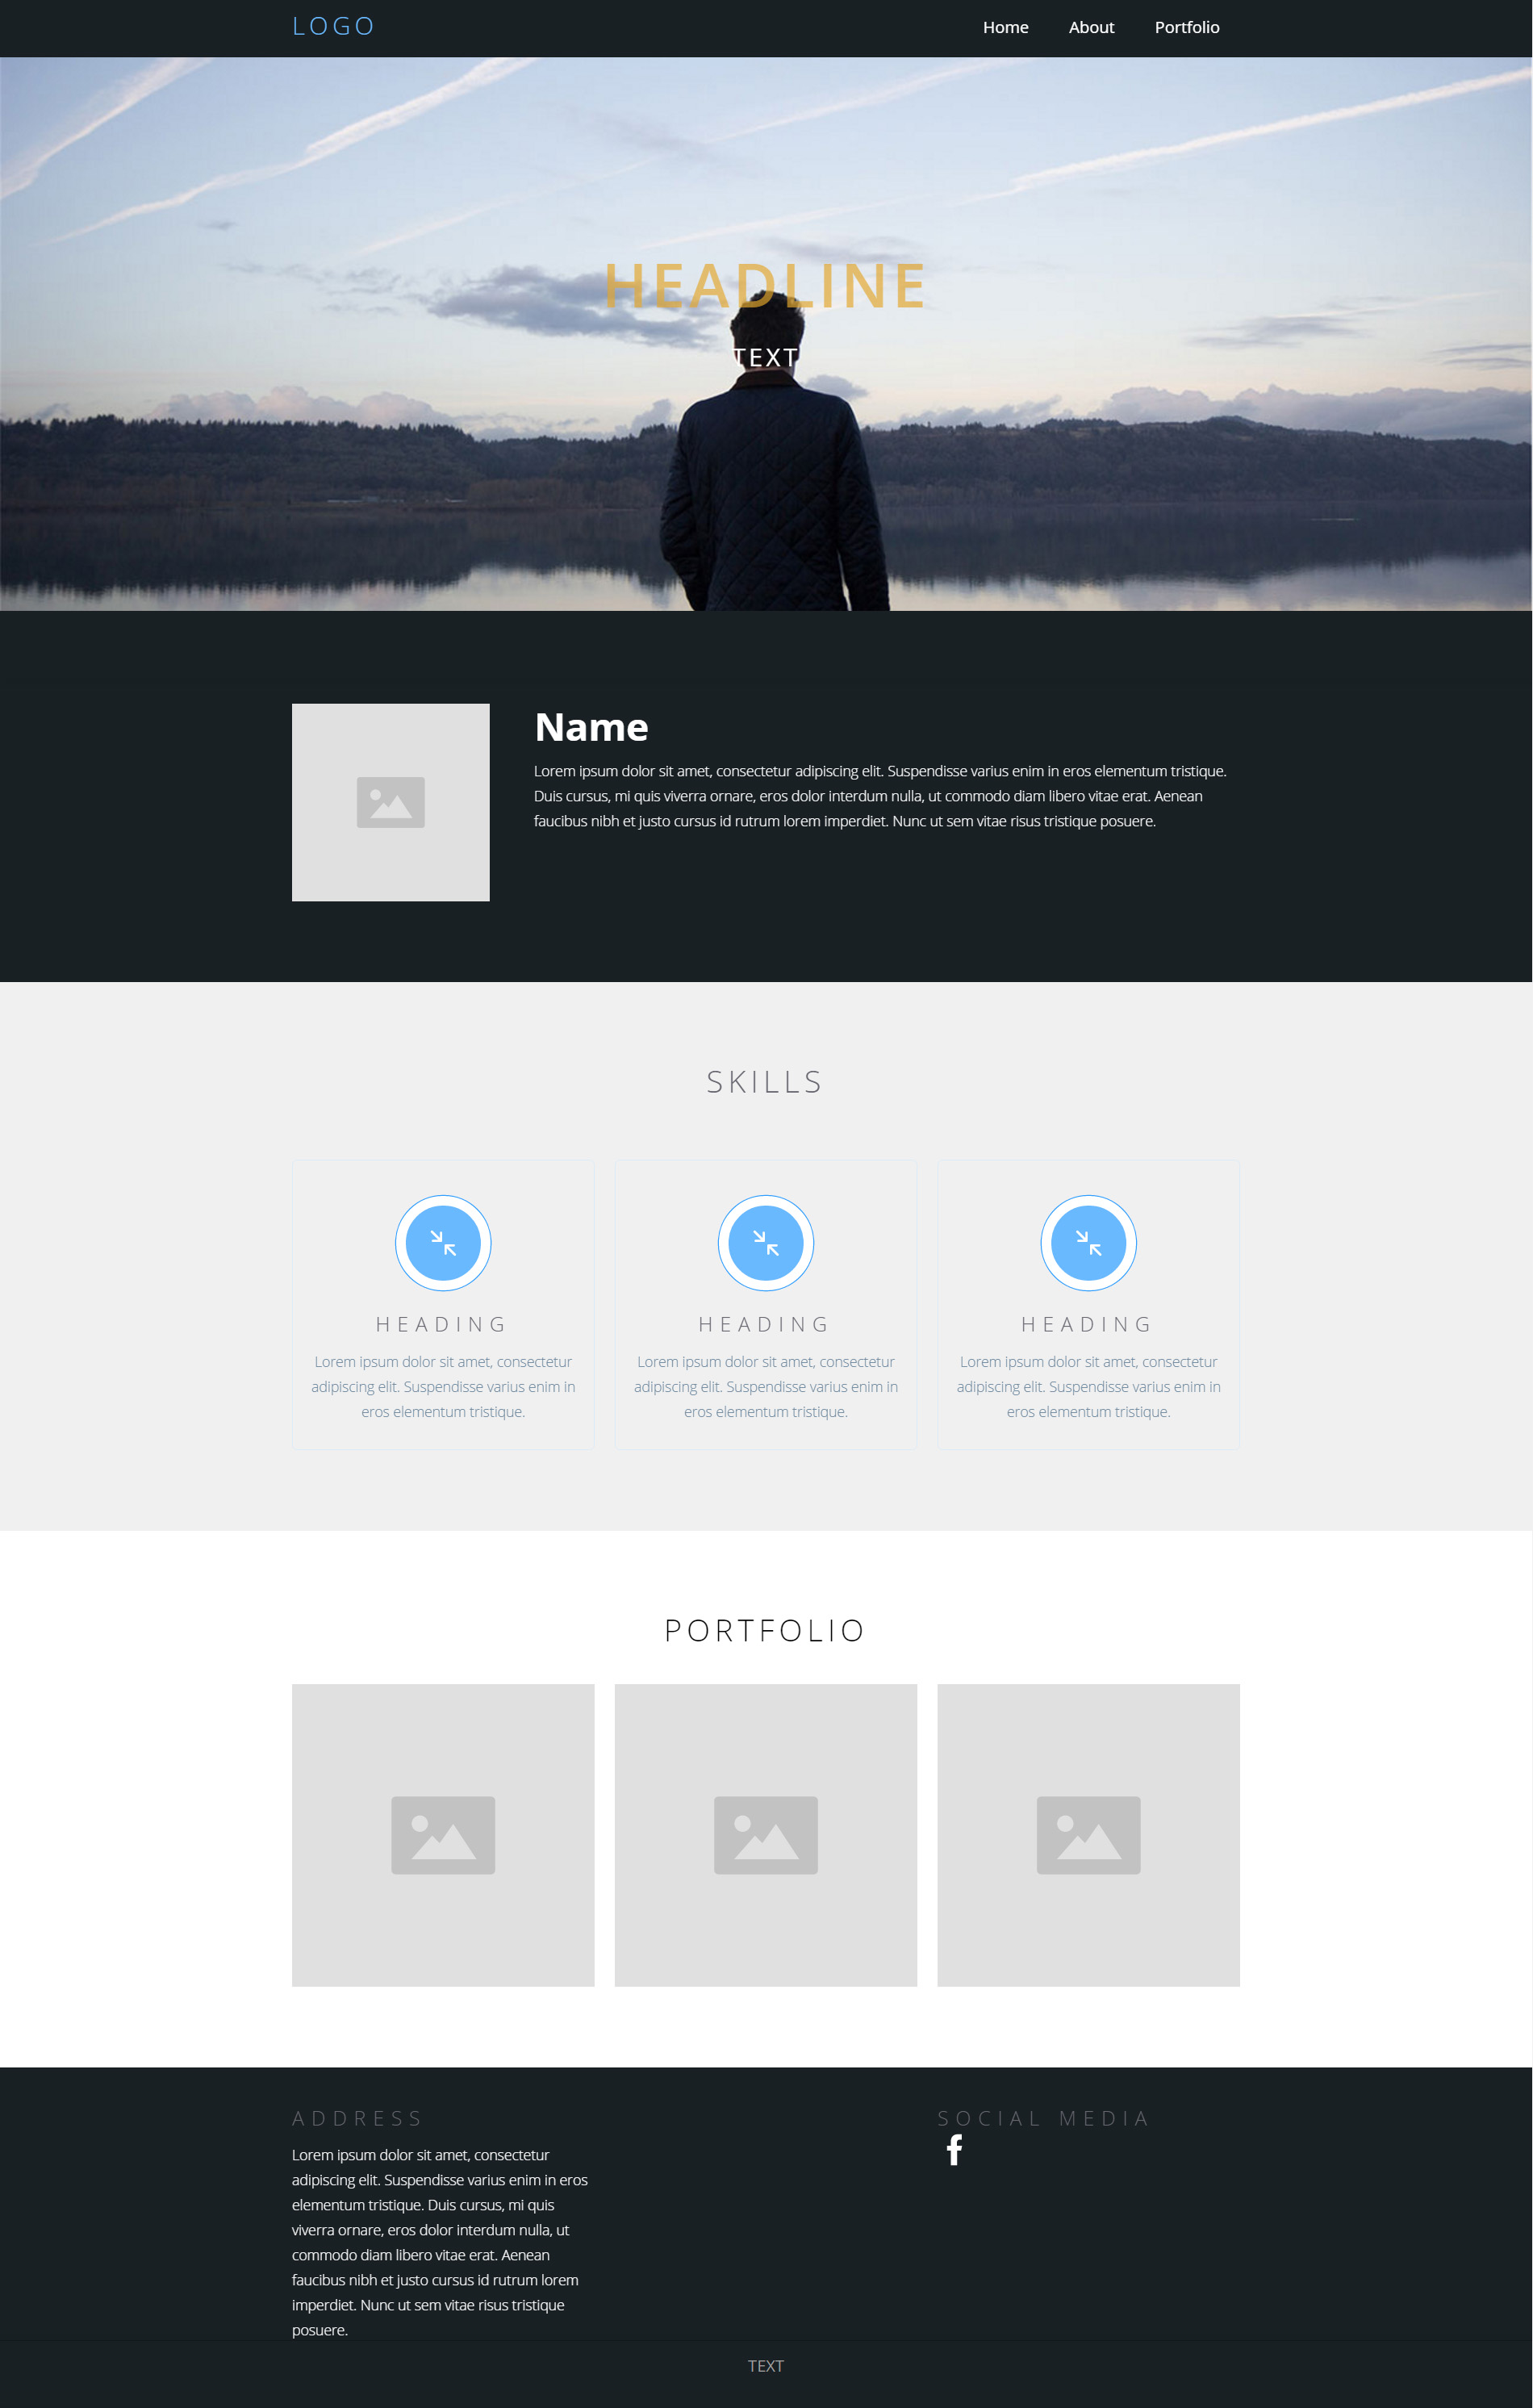 LOGO
Home About Portfolio
HEADLINE
TEXT
Name
Lorem ipsum dolor sit amet, consectetur adipiscing elit. Suspendisse varius enim in eros elementum tristique.
Duis cursus, mi quis viverra ornare, eros dolor interdum nulla, ut commodo diam libero vitae erat. Aenean
faucibus nibh et justo cursus id rutrum lorem imperdiet. Nunc ut sem vitae risus tristique posuere.
SKILLS
HEADING
Lorem ipsum dolor sit amet, consectetur
adipiscing elit. Suspendisse varius enim in
eros elementum tristique.
HEADING
Lorem ipsum dolor sit amet, consectetur
adipiscing elit. Suspendisse varius enim in
eros elementum tristique.
HEADING
Lorem ipsum dolor sit amet, consectetur
adipiscing elit. Suspendisse varius enim in
eros elementum tristique.
PORTFOLIO
ADDRESS
Lorem ipsum dolor sit amet, consectetur
adipiscing elit. Suspendisse varius enim in eros
elementum tristique. Duis cursus, mi quis
viverra ornare, eros dolor interdum nulla, ut
commodo diam libero vitae erat. Aenean
faucibus nibh et justo cursus id rutrum lorem
imperdiet. Nunc ut sem vitae risus tristique
posuere.
SOCIAL MEDIA
TEXT